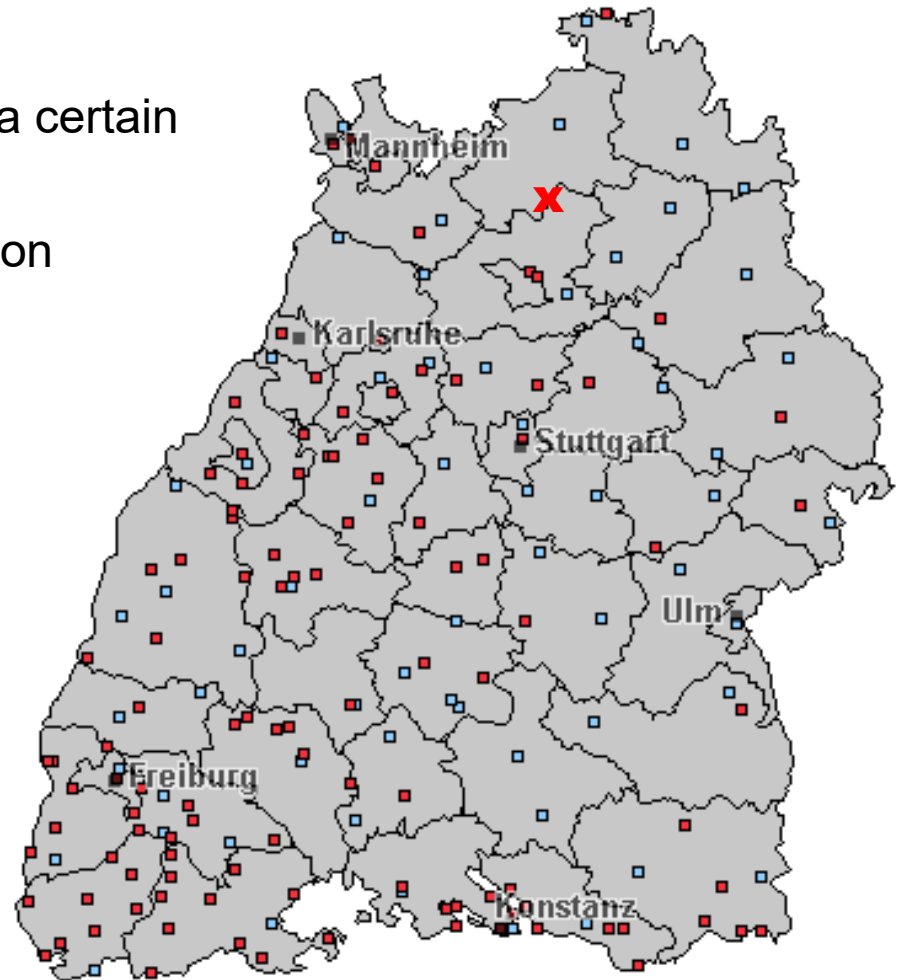 a certain
Mannheim
x
on
Karlsruhe
Stuttgart
Ulm
Freiburg
Konstanz